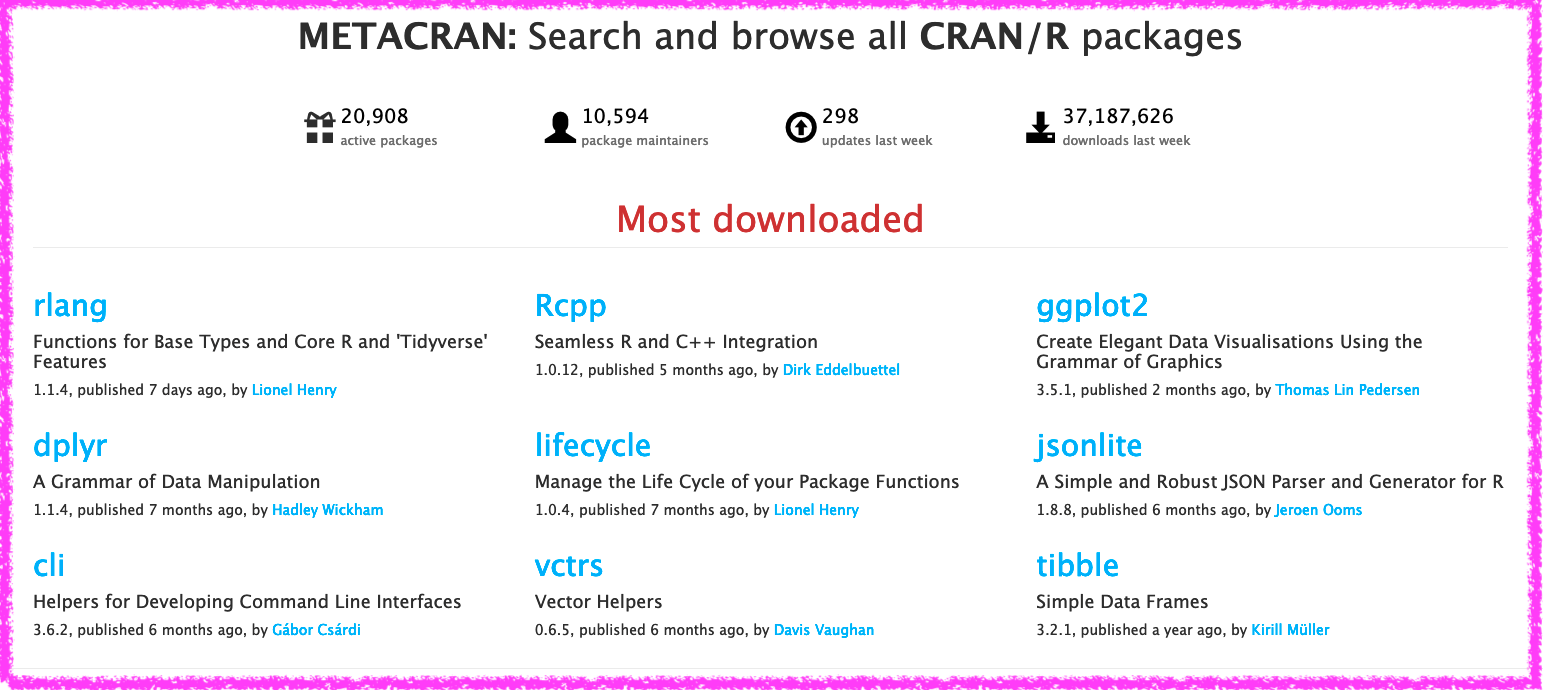 METACRAN: Search and browse all CRAN/R packages
20,908
active packages
10,594
package maintainers
298
updates last week
37,187,626
downloads last week
Most downloaded
rlang
Functions for Base Types and Core R and 'Tidyverse'
Features
1.1.4, published 7 days ago, by Lionel Henry
Rcpp
Seamless R and C++ Integration
1.0.12, published 5 months ago, by Dirk Eddelbuettel
ggplot2
Create Elegant Data Visualisations Using the
Grammar of Graphics
3.5.1, published 2 months ago, by Thomas Lin Pedersen
dplyr
A Grammar of Data Manipulation
1.1.4, published 7 months ago, by Hadley Wickham
lifecycle
Manage the Life Cycle of your Package Functions
1.0.4, published 7 months ago, by Lionel Henry
jsonlite
A Simple and Robust JSON Parser and Generator for R
1.8.8, published 6 months ago, by Jeroen Ooms
cli
Helpers for Developing Command Line Interfaces
3.6.2, published 6 months ago, by Gábor Csárdi
vctrs
Vector Helpers
0.6.5, published 6 months ago, by Davis Vaughan
tibble
Simple Data Frames
3.2.1, published a year ago, by Kirill Müller